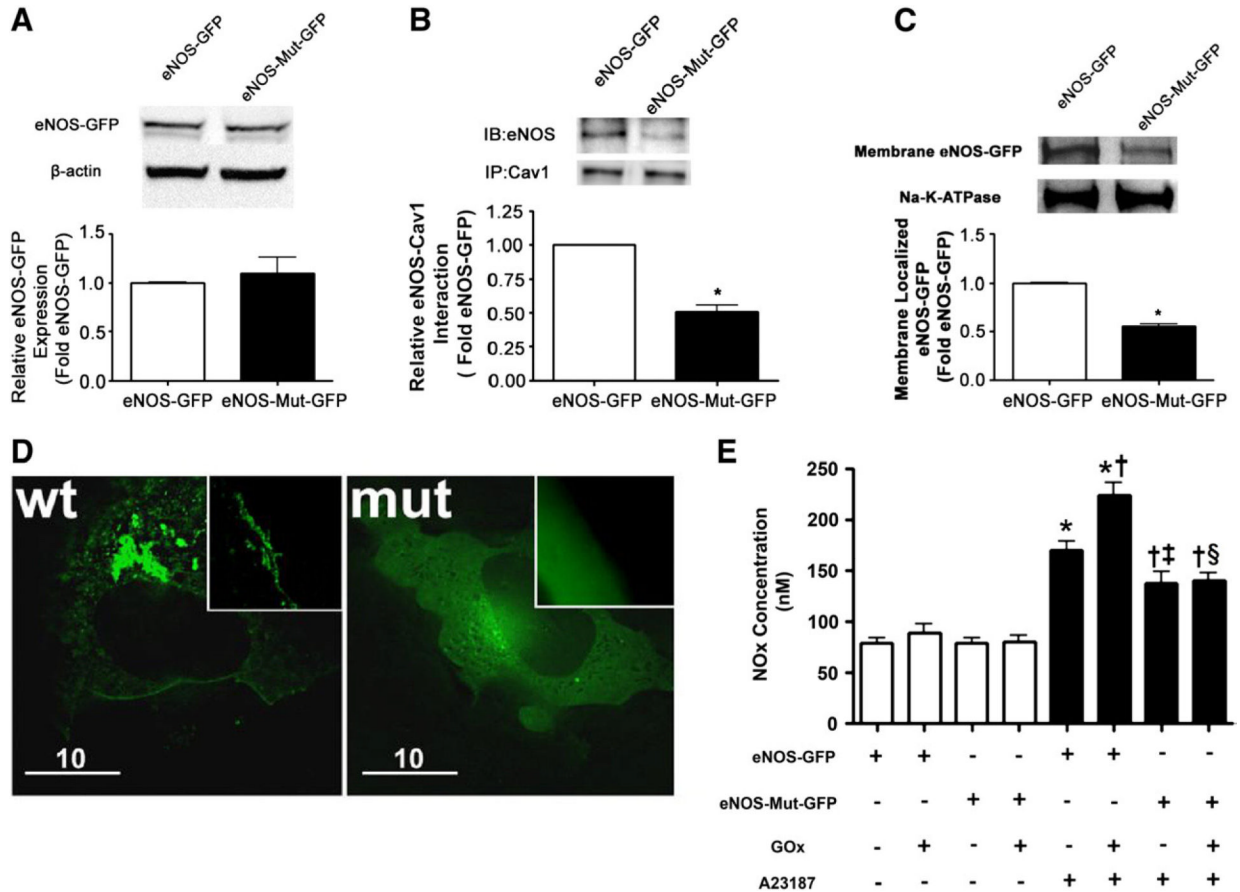 A
eNOS-GFP
eNOS-Mut-GFP
eNOS-GFP
β-actin
Relative eNOS-GFP
Expression
(Fold eNOS-GFP)
1.5
1.0
0.5
0.0
eNOS-GFP
eNOS-Mut-GFP
B
eNOS-GFP
eNOS-Mut-GFP
IB:eNOS
IP:Cav1
Relative eNOS-Cav1
Interaction
( Fold eNOS-GFP)
1.25
1.00
0.75
0.50
0.25
0.00
*
eNOS-GFP
eNOS-Mut-GFP
C
eNOS-GFP
eNOS-Mut-GFP
Membrane eNOS-GFP
Na-K-ATPase
Membrane Localized
eNOS-GFP
(Fold eNOS-GFP)
1.5
1.0
0.5
0.0
*
eNOS-GFP
eNOS-Mut-GFP
D
wt
10
mut
10
E
NOx Concentration
(nM)
250
200
150
100
50
0
* *† †‡ †§
eNOS-GFP + + - - + + - -
eNOS-Mut-GFP - - + + - - + +
GOx - + - + - + - +
A23187 - - - - + + + +